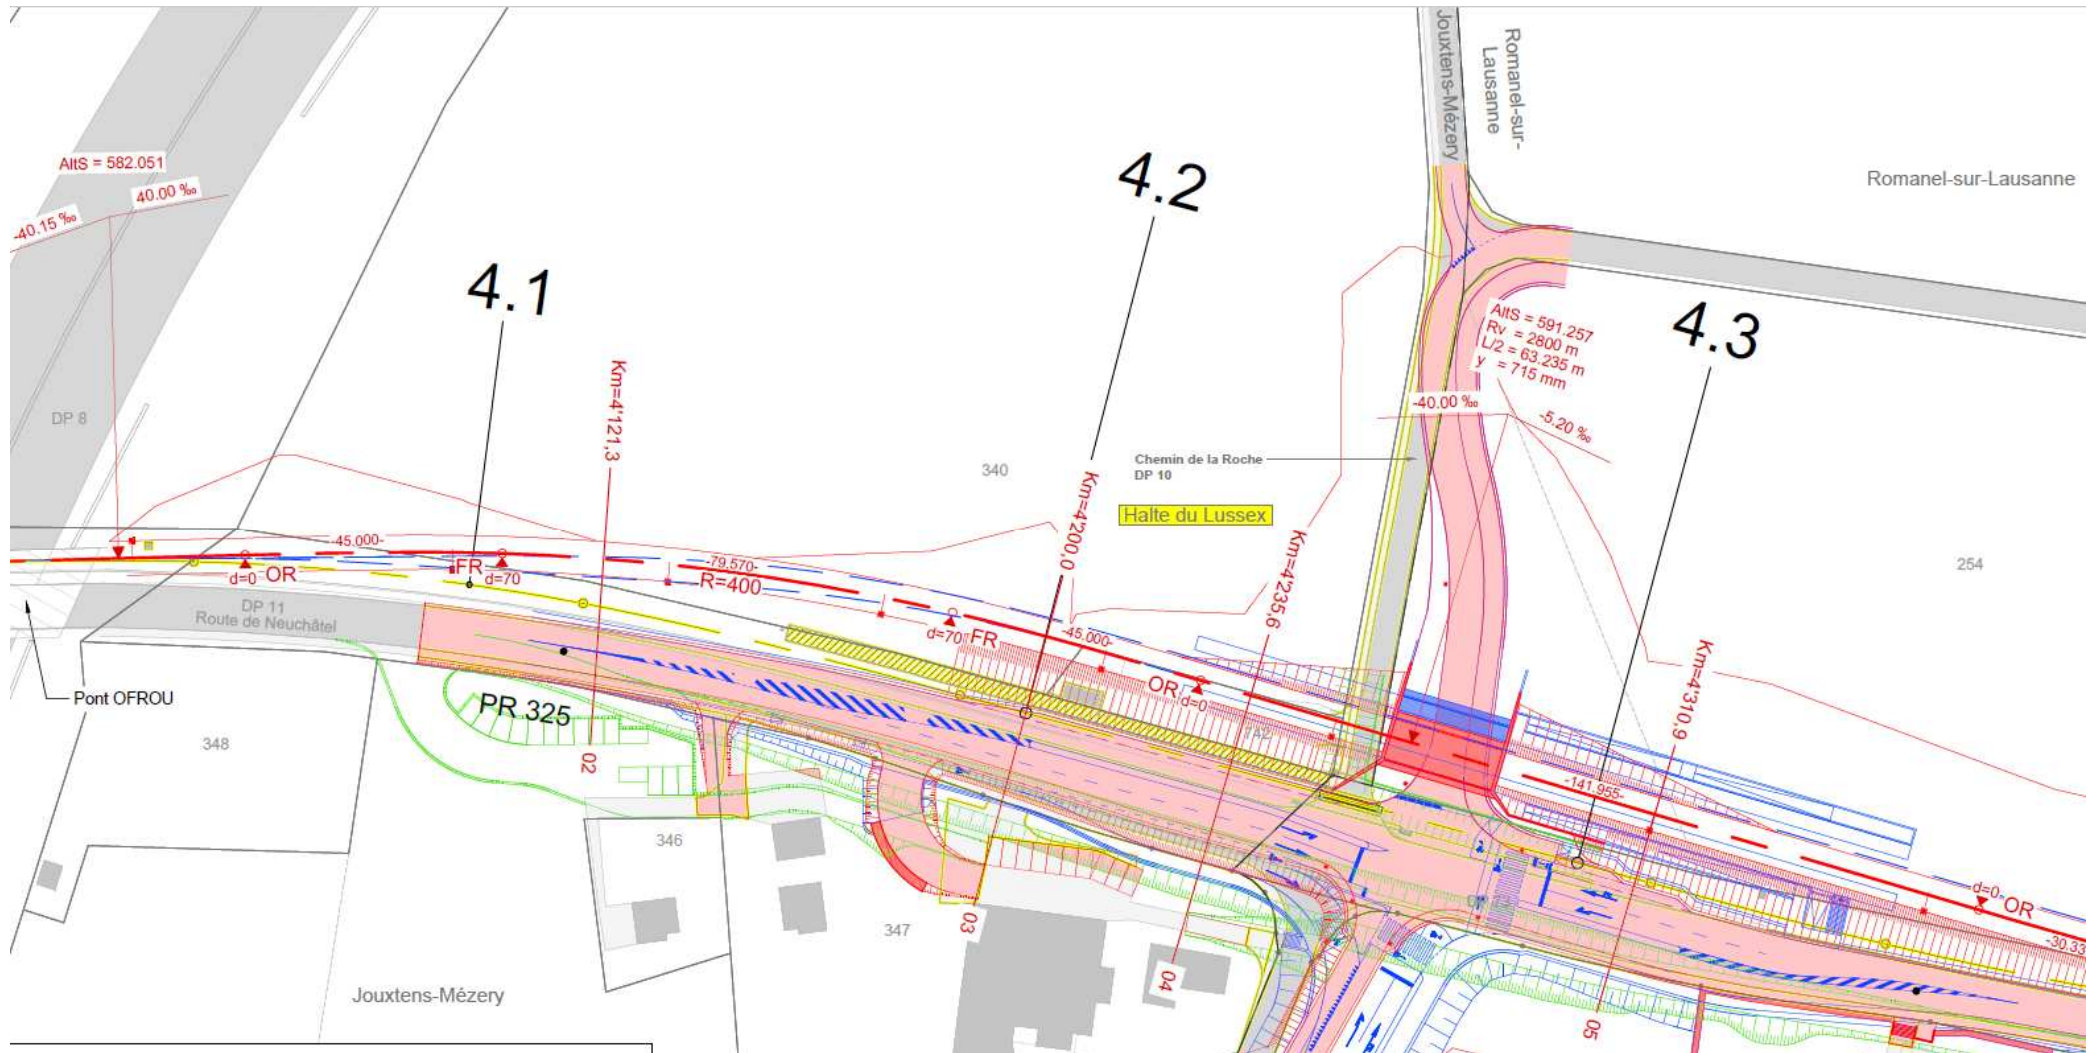 Jouxtens-Mézery
Romanel-sur-
Lausanne
Romanel-sur-Lausanne
AltS = 582.051
40.00 ‰
-40.15 ‰
4.1
4.2
4.3
AltS = 591.257
Rv = 2800 m
L/2 = 63.235 m
y = 715 mm
-40.00 ‰
-5.20 ‰
Km=4'121,3
Km=4'200,0
Km=4'235,6
Km=4'310,9
DP 8
340
Chemin de la Roche
DP 10
Halte du Lussex
254
-45.000-
d=0
OR
FR
d=70
-79.570-
R=400
d=70
FR
-45.000-
OR
d=0
DP 11
Route de Neuchâtel
Pont OFROU
PR 325
348
02
742
-141.955-
d=0
OR
-30.33
346
347
03
04
05
DP 73
Jouxtens-Mézery